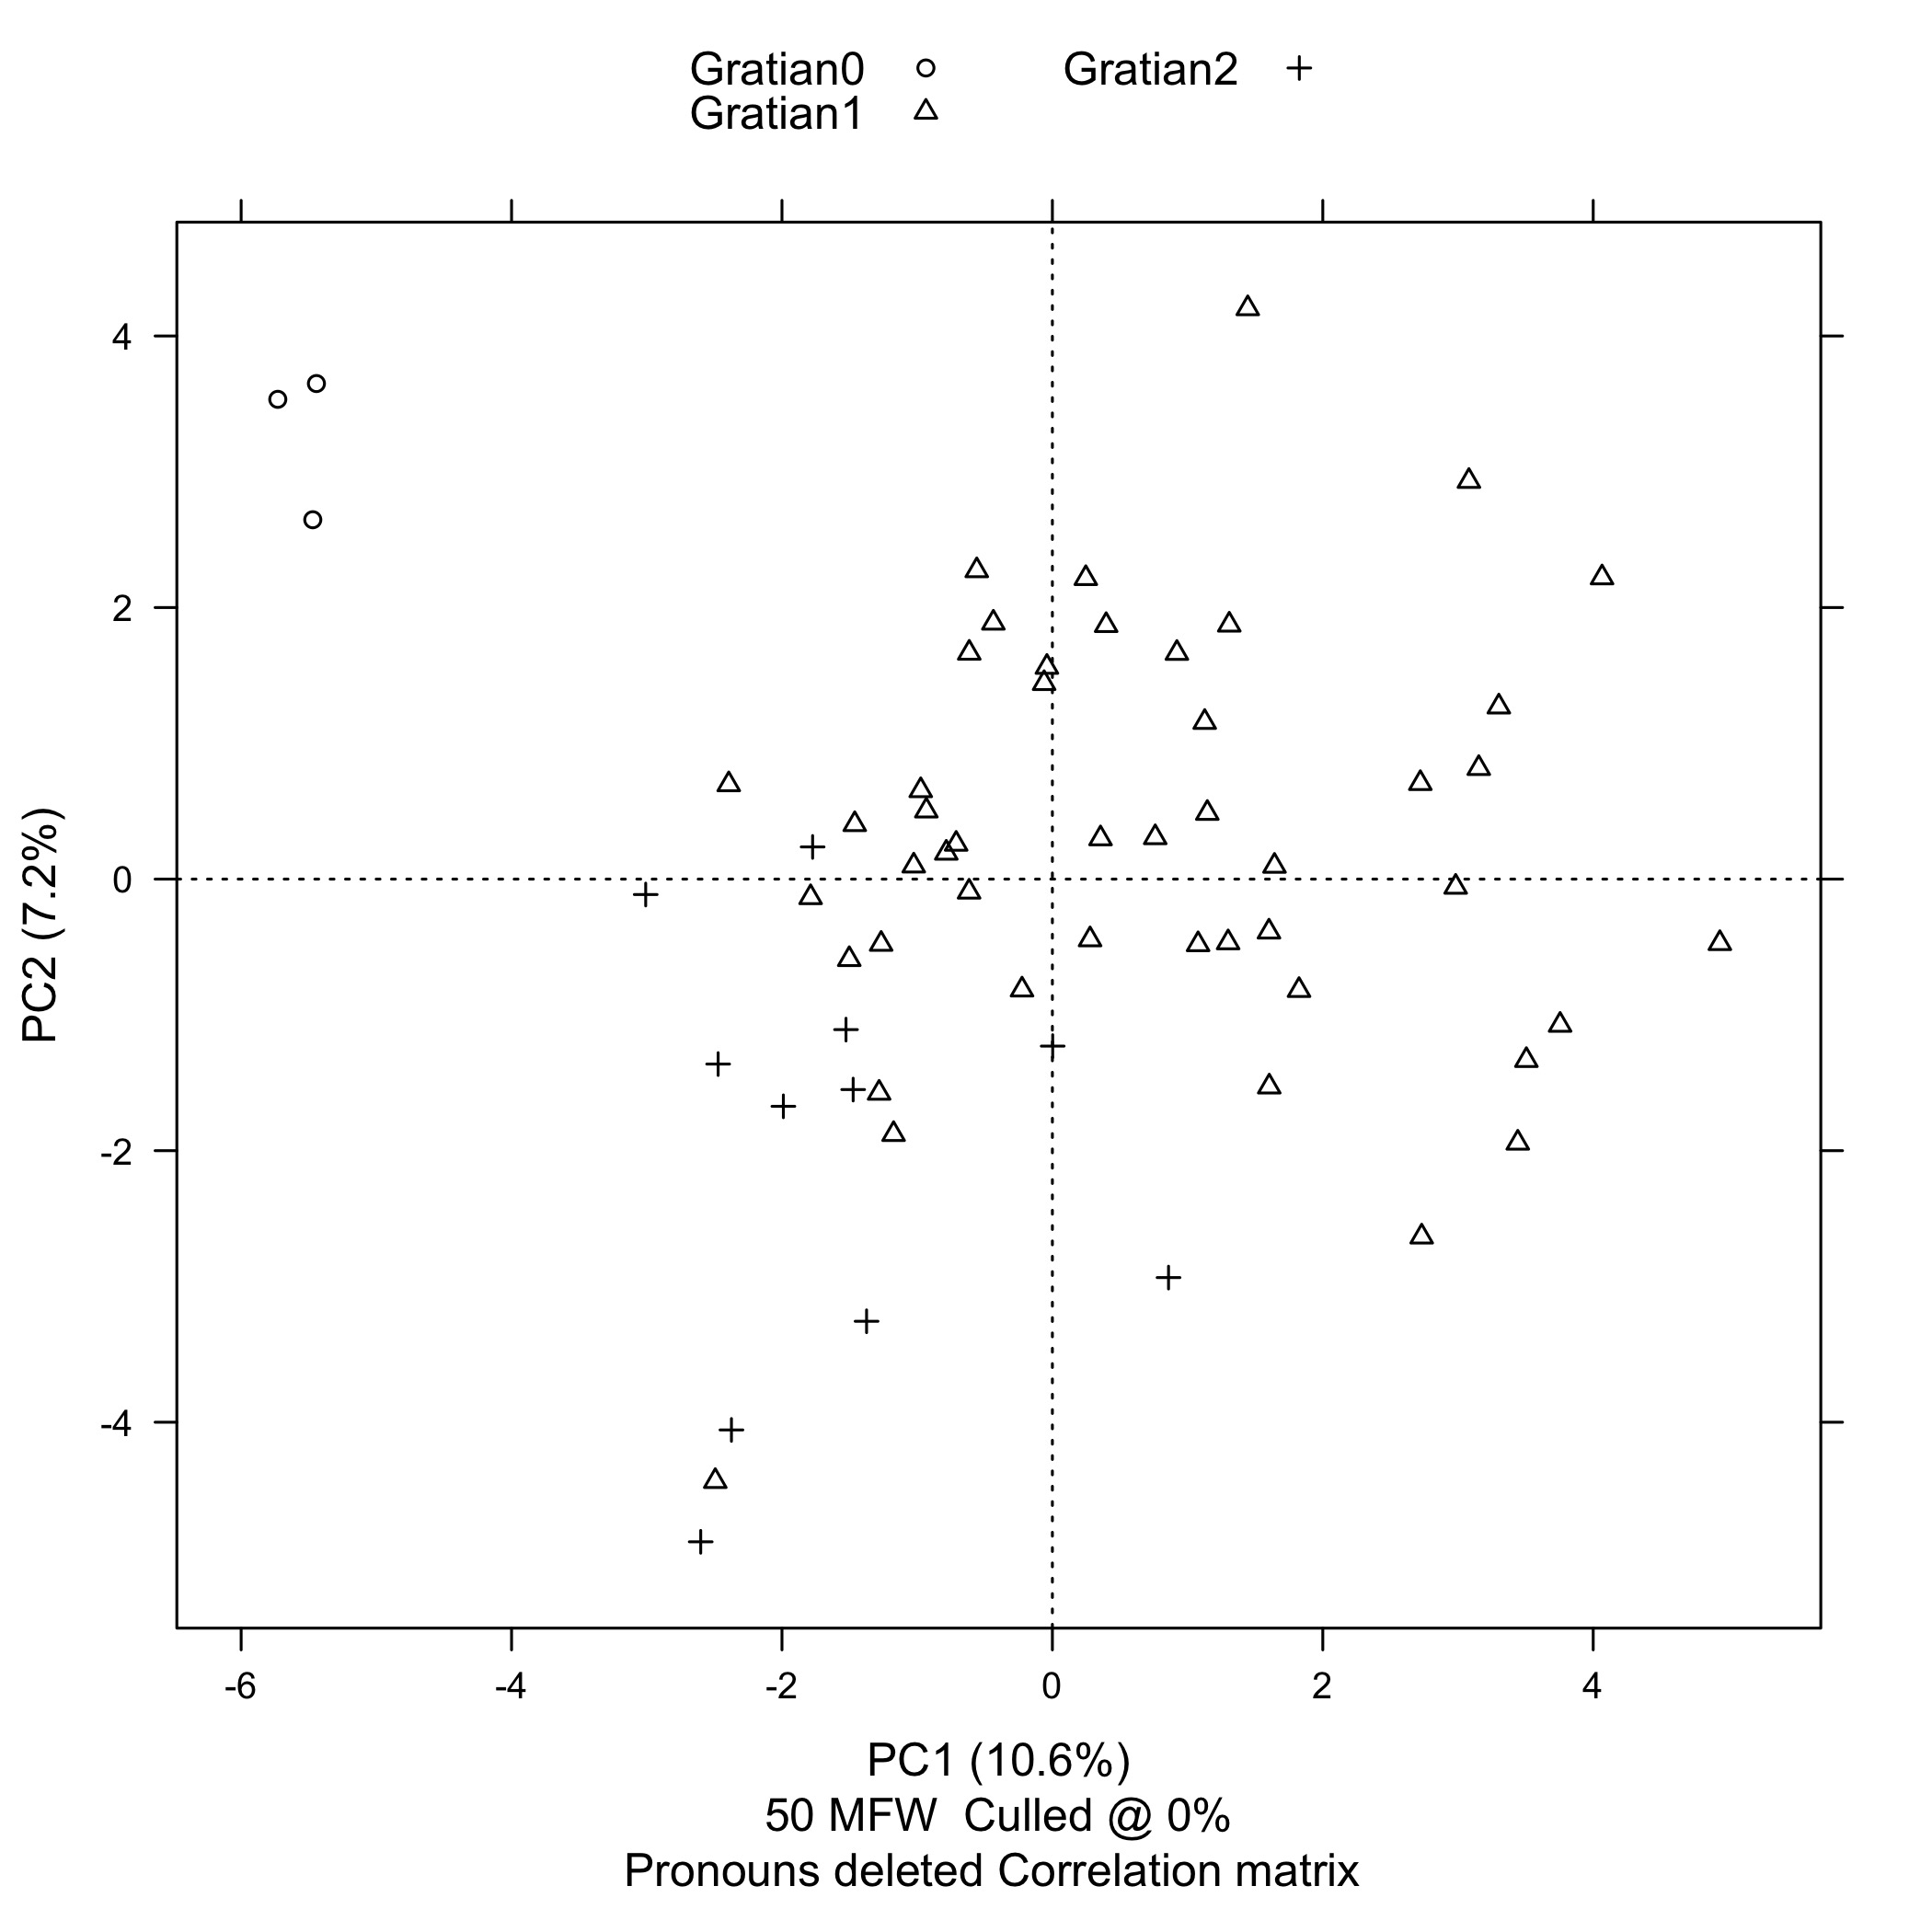 Gratian0 Gratian2
Gratian1
4
2
0
-2
-4
PC2 (7.2%)
-6 -4 -2 0 2 4
PC1 (10.6%)
50 MFW  Culled @ 0%
Pronouns deleted Correlation matrix